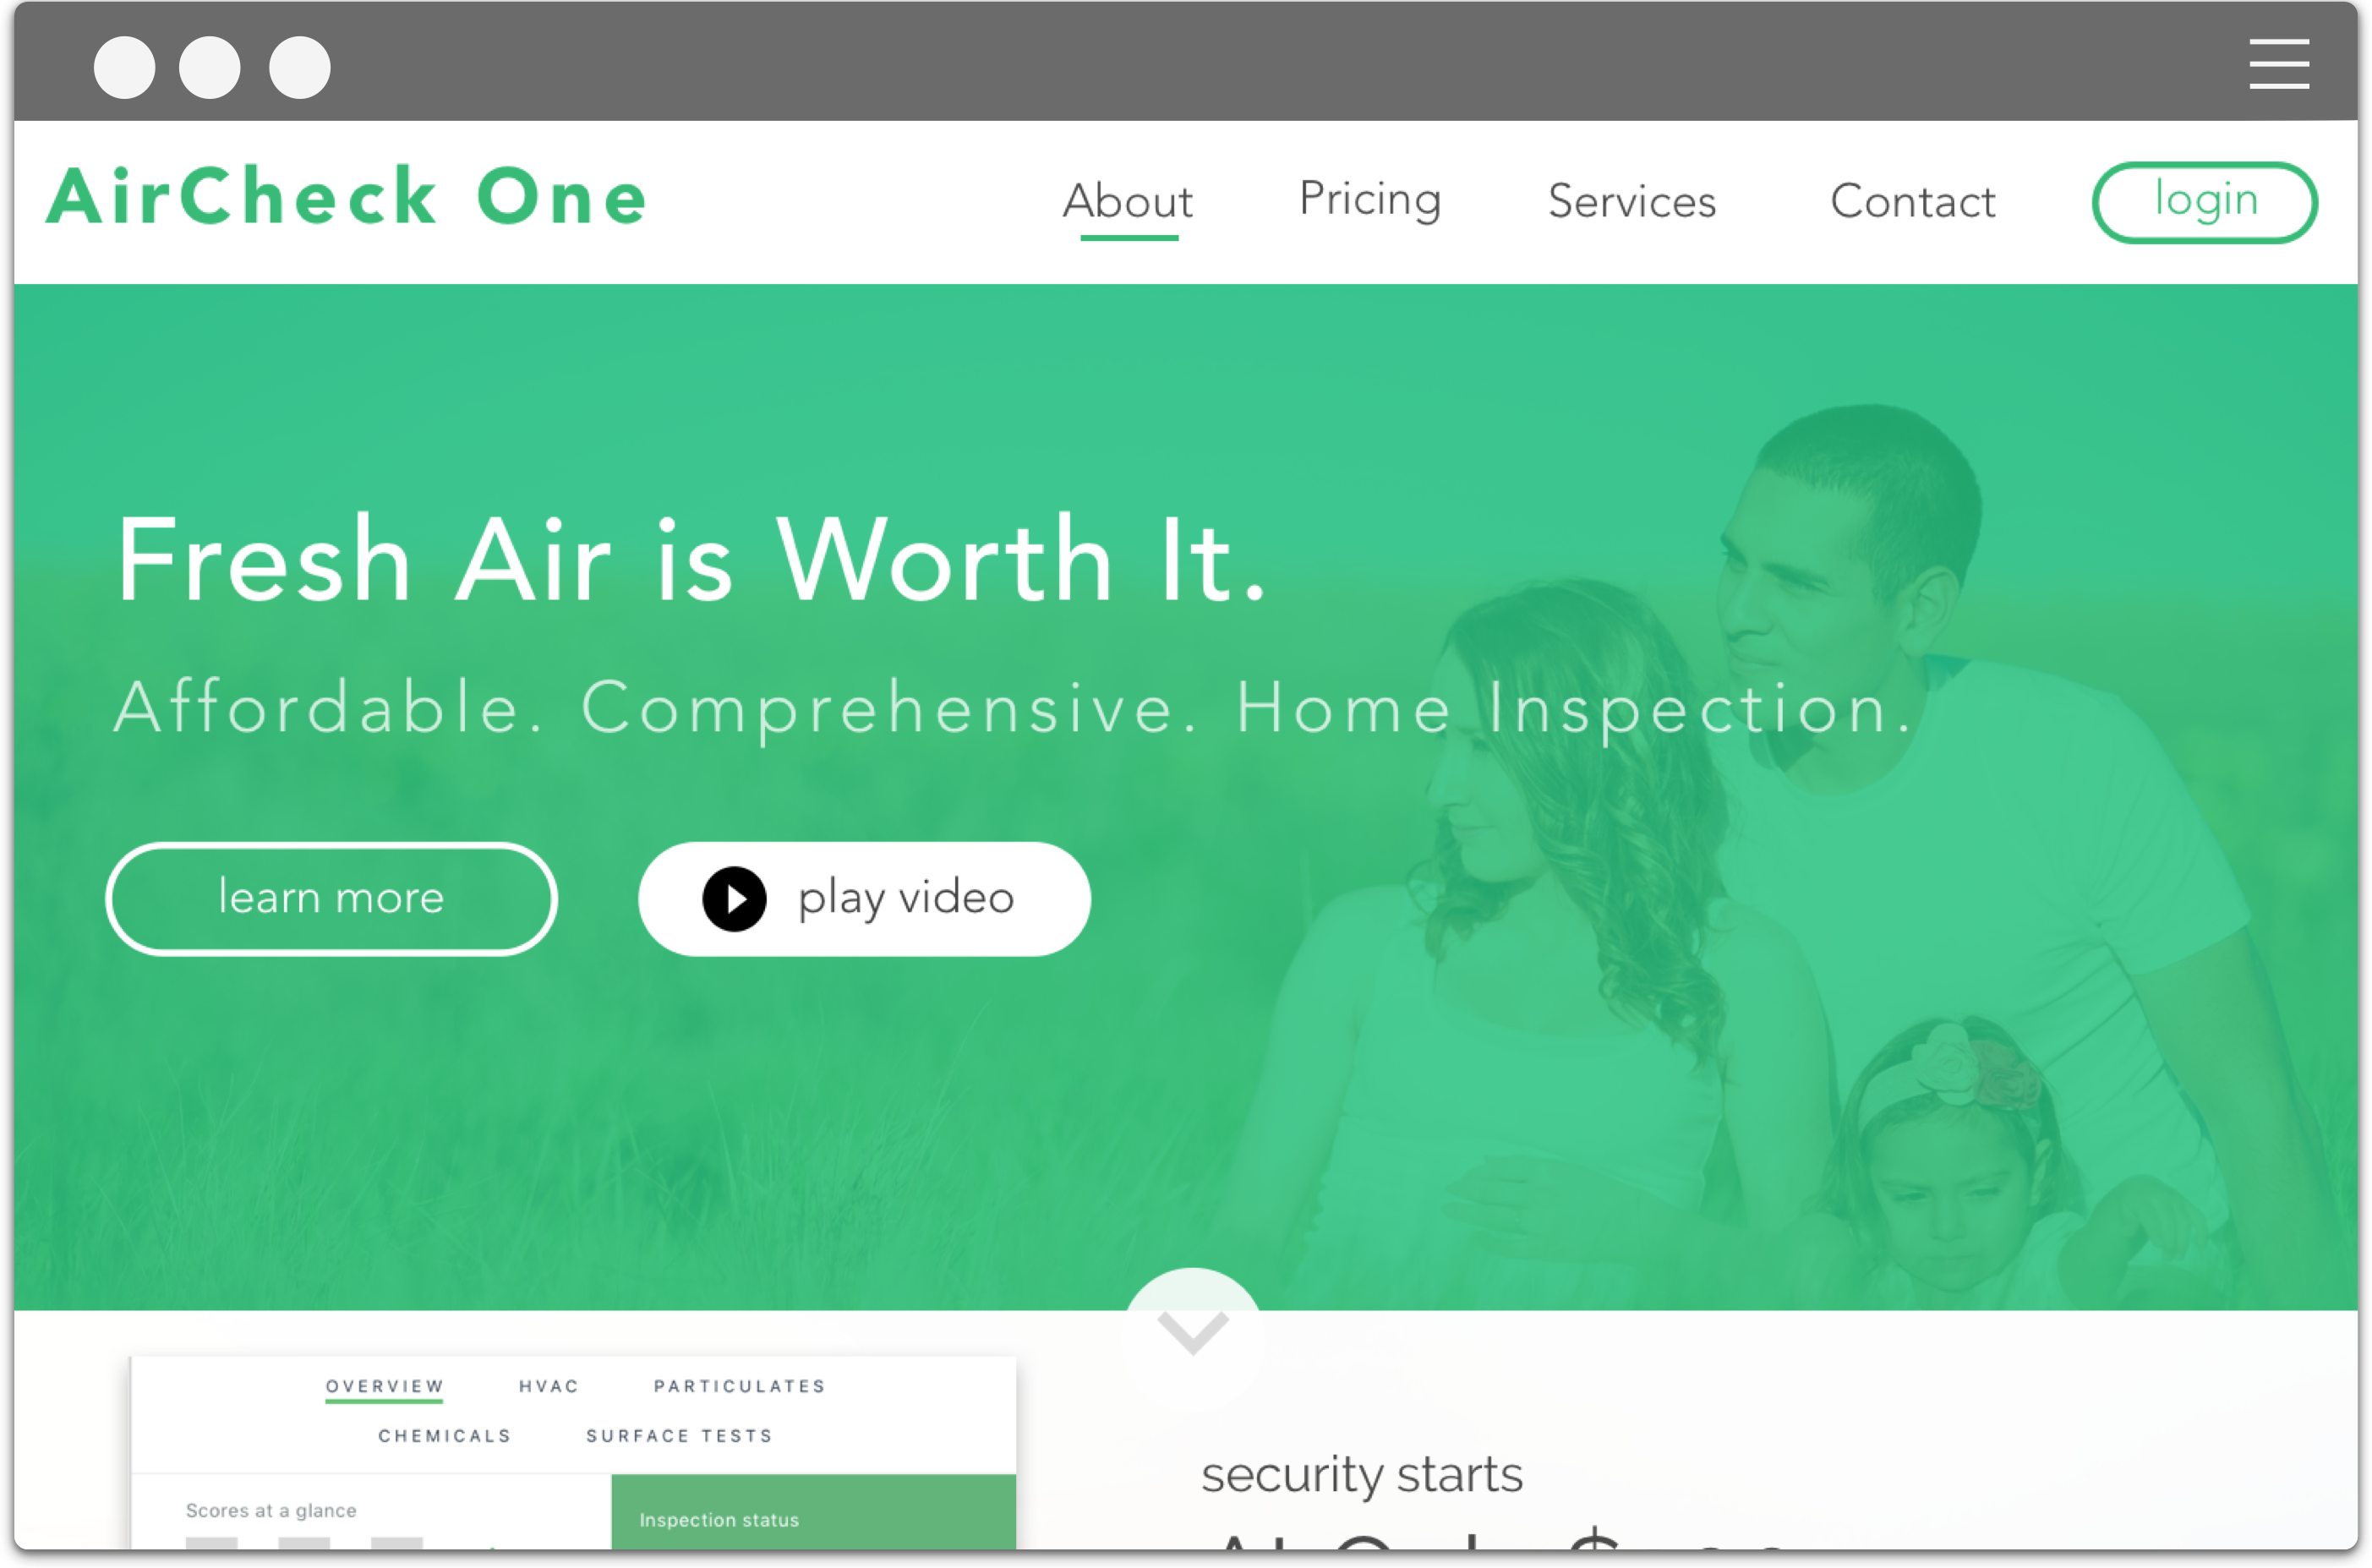 AirCheck One
About Pricing Services Contact login
Fresh Air is Worth It.
Affordable. Comprehensive. Home Inspection.
learn more play video
OVERVIEW HVAC PARTICULATES
CHEMICALS SURFACE TESTS
security starts
Scores at a glance
Inspection status